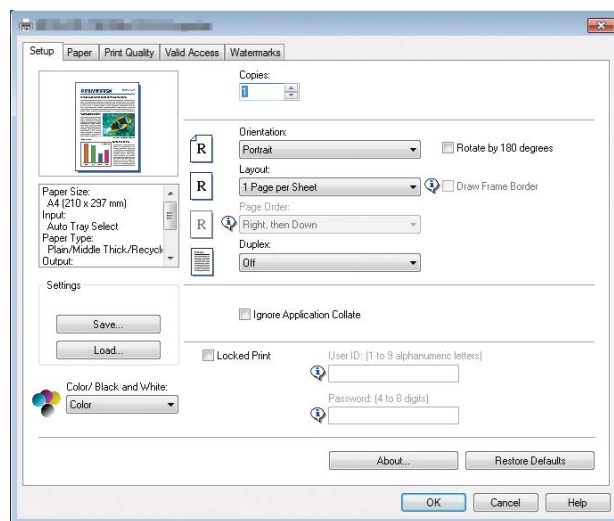 Setup
Paper
Print Quality
Valid Access
Watermarks
Copies:
1
Orientation:
Portrait
Rotate by 180 degrees
Layout:
1 Page per Sheet
Draw Frame Border
Page Order:
Right, then Down
Duplex:
Off
Paper Size:
A4 (210 x 297 mm)
Input:
Auto Tray Select
Paper Type:
Plain/Middle Thick/Recycl
Output:
Settings
Save...
Load...
Ignore Application Collate
Locked Print
User ID: (1 to 9 alphanumeric letters)
Password: (4 to 8 digits)
Color/ Black and White:
Color
About...
Restore Defaults
OK
Cancel
Help